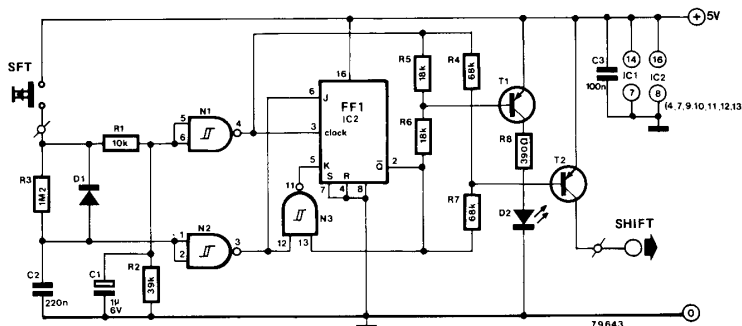 5V
SFT
R1
10k
R3
1M2
D1
C2
220n
C1
1µ
6V
R2
39k
N1
5
6
4
N2
1
2
3
N3
11
12
13
16
6
J
3
clock
5
K
FF1
IC2
Q
2
S
R
7
4
8
R5
18k
R6
18k
R4
68k
R7
68k
T1
R8
390Ω
D2
T2
SHIFT
C3
100n
14
IC1
7
16
IC2
8
(4,7,9,10,11,12,13
0
79643